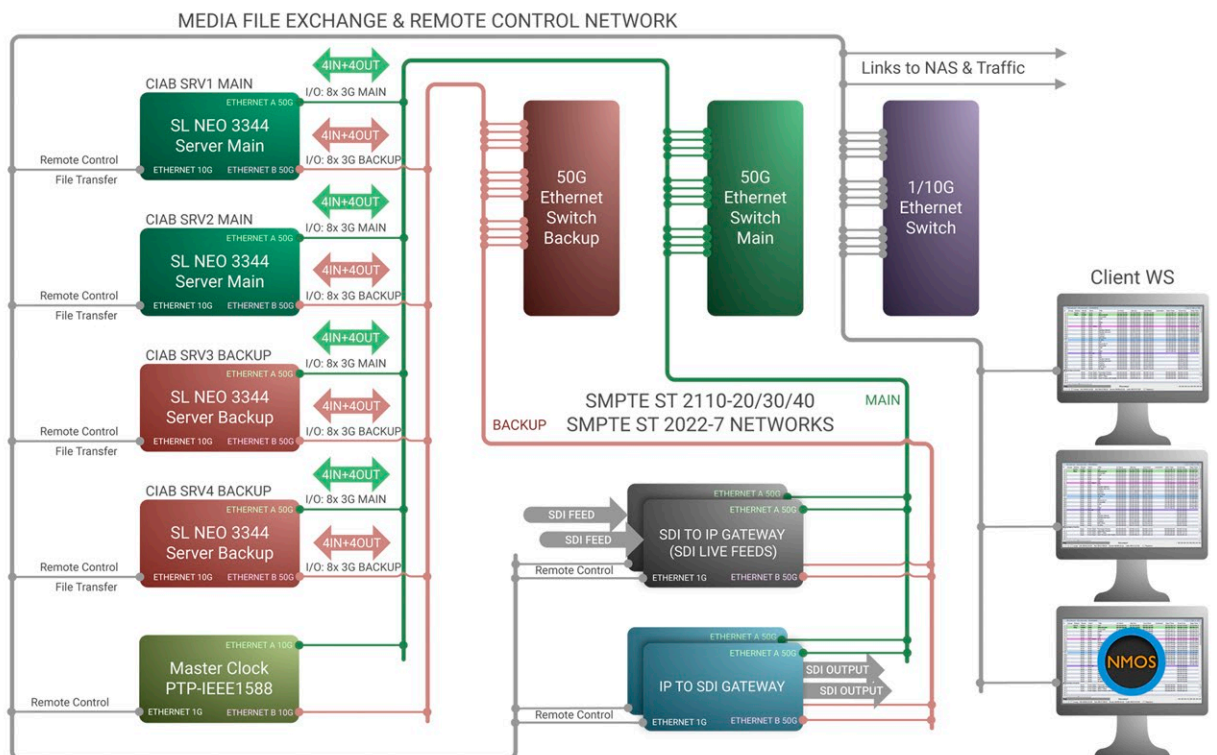 MEDIA FILE EXCHANGE & REMOTE CONTROL NETWORK
Links to NAS & Traffic
CIAB SRV1 MAIN
ETHERNET A 50G
SL NEO 3344
Server Main
ETHERNET 10G
ETHERNET B 50G
Remote Control
File Transfer
4IN+4OUT
I/O: 8x 3G MAIN
4IN+4OUT
I/O: 8x 3G BACKUP
CIAB SRV2 MAIN
ETHERNET A 50G
SL NEO 3344
Server Main
ETHERNET 10G
ETHERNET B 50G
Remote Control
File Transfer
4IN+4OUT
I/O: 8x 3G MAIN
4IN+4OUT
I/O: 8x 3G BACKUP
CIAB SRV3 BACKUP
ETHERNET A 50G
SL NEO 3344
Server Backup
ETHERNET 10G
ETHERNET B 50G
Remote Control
File Transfer
4IN+4OUT
I/O: 8x 3G MAIN
4IN+4OUT
I/O: 8x 3G BACKUP
CIAB SRV4 BACKUP
ETHERNET A 50G
SL NEO 3344
Server Backup
ETHERNET 10G
ETHERNET B 50G
Remote Control
File Transfer
4IN+4OUT
I/O: 8x 3G MAIN
4IN+4OUT
I/O: 8x 3G BACKUP
ETHERNET A 10G
Master Clock
PTP-IEEE1588
ETHERNET 1G
ETHERNET B 10G
Remote Control
50G
Ethernet
Switch
Backup
50G
Ethernet
Switch
Main
1/10G
Ethernet
Switch
SMPTE ST 2110-20/30/40
SMPTE ST 2022-7 NETWORKS
BACKUP
MAIN
SDI FEED
SDI FEED
ETHERNET A 50G
ETHERNET A 50G
SDI TO IP GATEWAY
(SDI LIVE FEEDS)
ETHERNET 1G
ETHERNET B 50G
Remote Control
ETHERNET A 50G
ETHERNET A 50G
IP TO SDI GATEWAY
ETHERNET 1G
ETHERNET B 50G
Remote Control
SDI OUTPUT
SDI OUTPUT
Client WS
NMOS